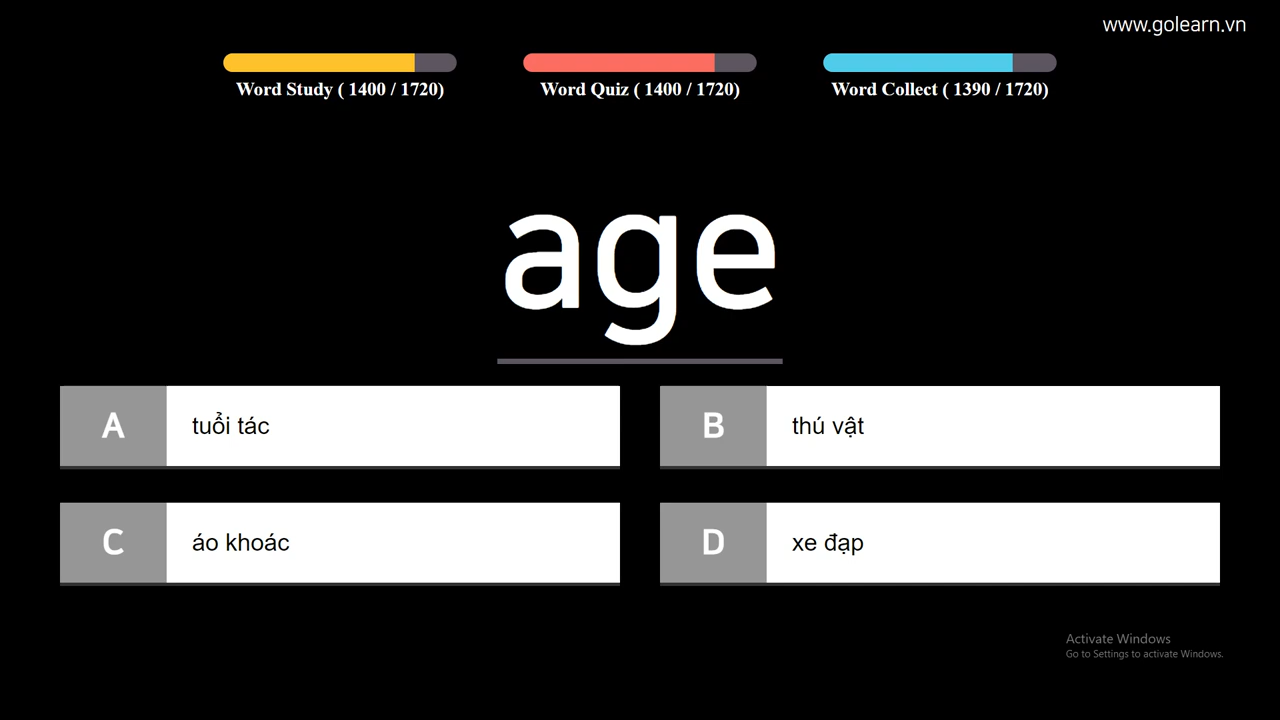 www.golearn.vn
Word Study ( 1400 / 1720)
Word Quiz ( 1400 / 1720)
Word Collect ( 1390 / 1720)
age
A tuổi tác
B thú vật
C áo khoác
D xe đạp
Activate Windows
Go to Settings to activate Windows.